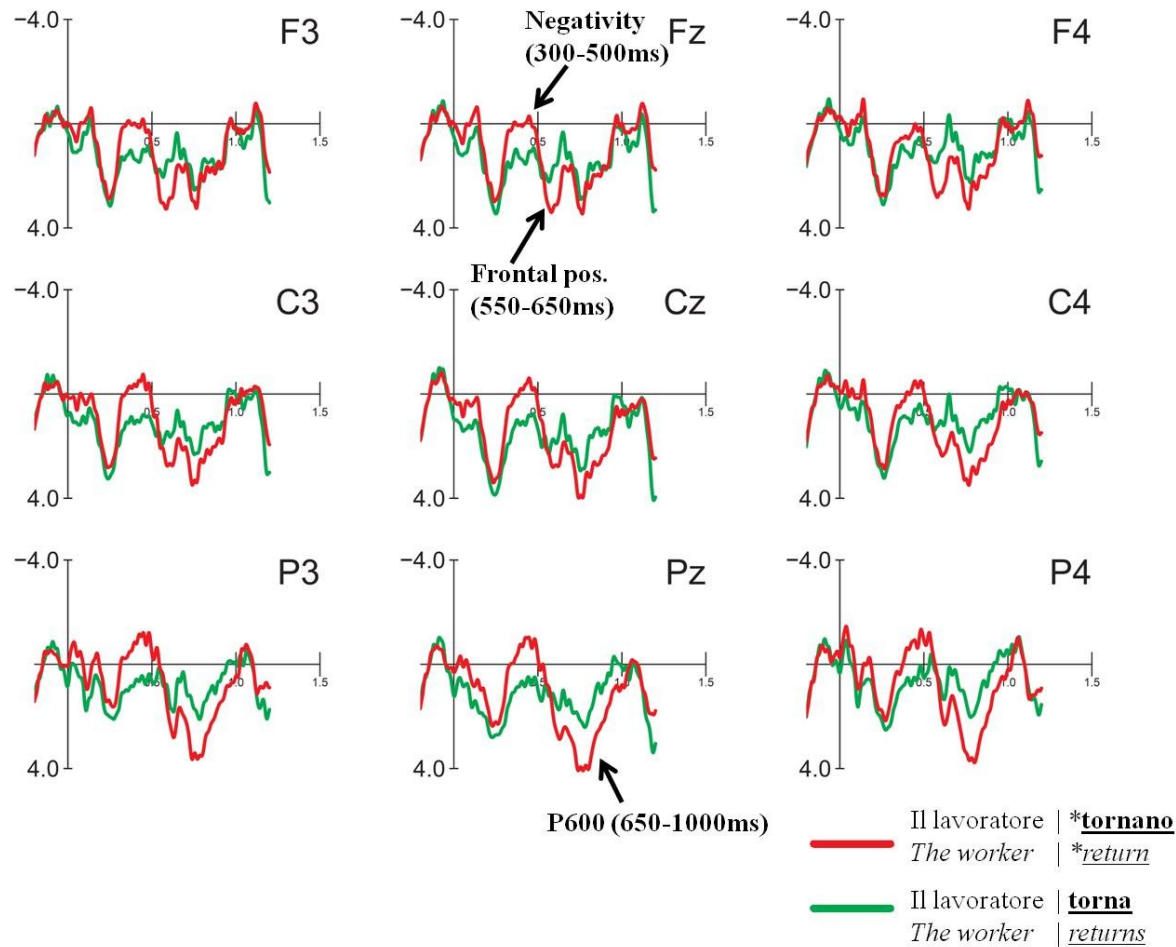 −4.0
F3
0.5
1.0
1.5
4.0
−4.0
Negativity
(300-500ms)
Fz
0.5
1.0
1.5
4.0
Frontal pos.
(550-650ms)
−4.0
F4
0.5
1.0
1.5
4.0
−4.0
C3
0.5
1.0
1.5
4.0
−4.0
Cz
0.5
1.0
1.5
4.0
−4.0
C4
0.5
1.0
1.5
4.0
−4.0
P3
0.5
1.0
1.5
4.0
−4.0
Pz
0.5
1.0
1.5
4.0
P600 (650-1000ms)
−4.0
P4
0.5
1.0
1.5
4.0
Il lavoratore | *tornano
The worker | *return
Il lavoratore | torna
The worker | returns